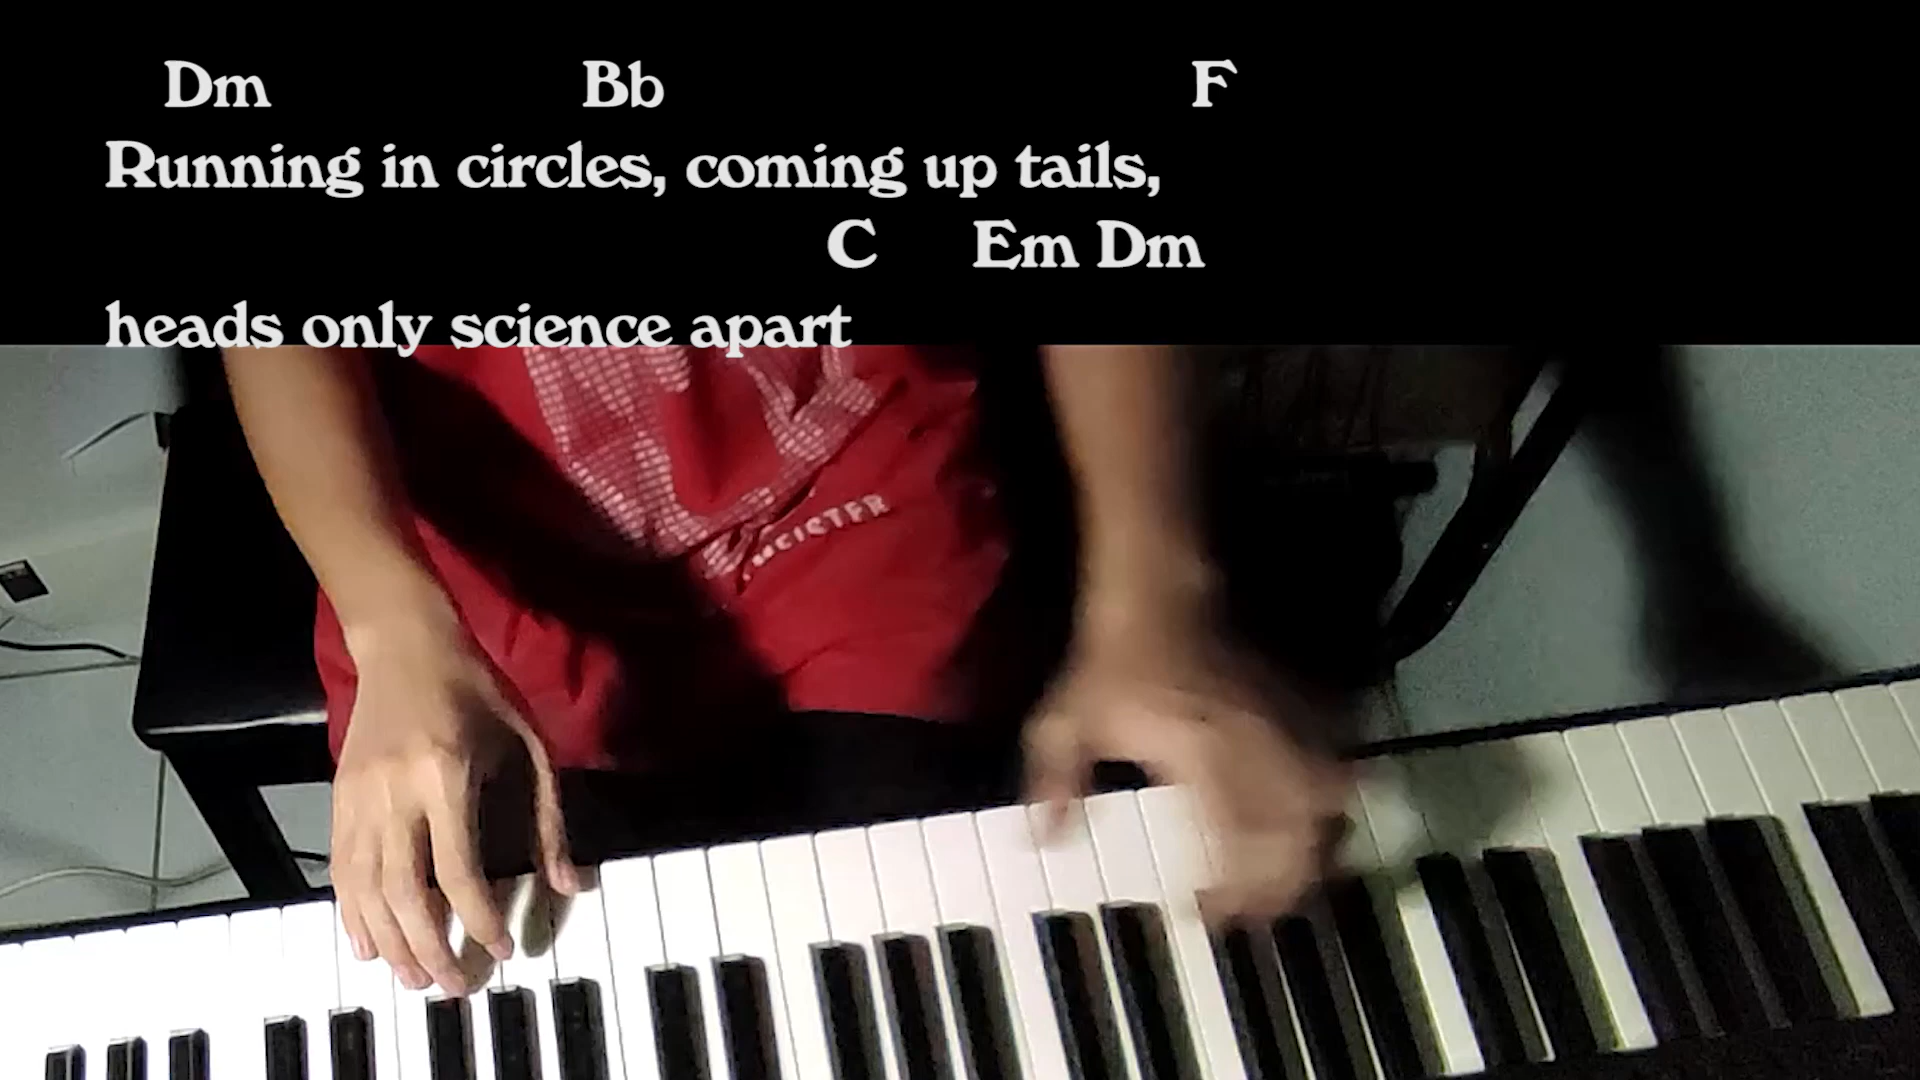 Dm Bb F
Running in circles, coming up tails,
C Em Dm
heads only science apart